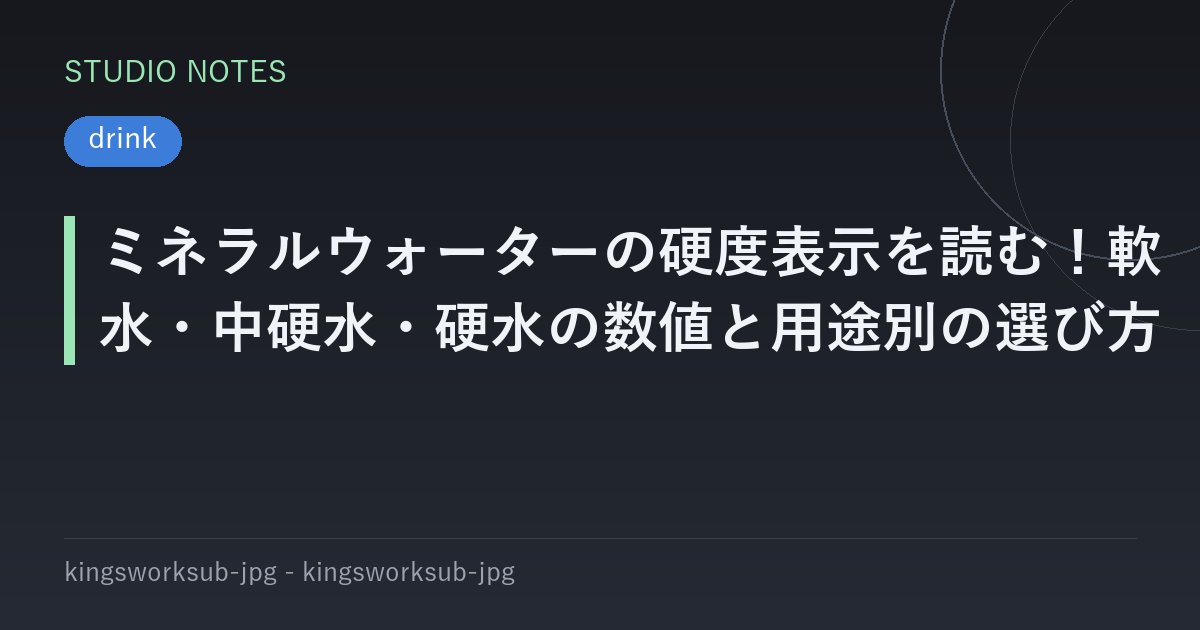 STUDIO NOTES
drink
ミネラルウォーターの硬度表示を読む！軟
水・中硬水・硬水の数値と用途別の選び方
kingsworksub-jpg - kingsworksub-jpg